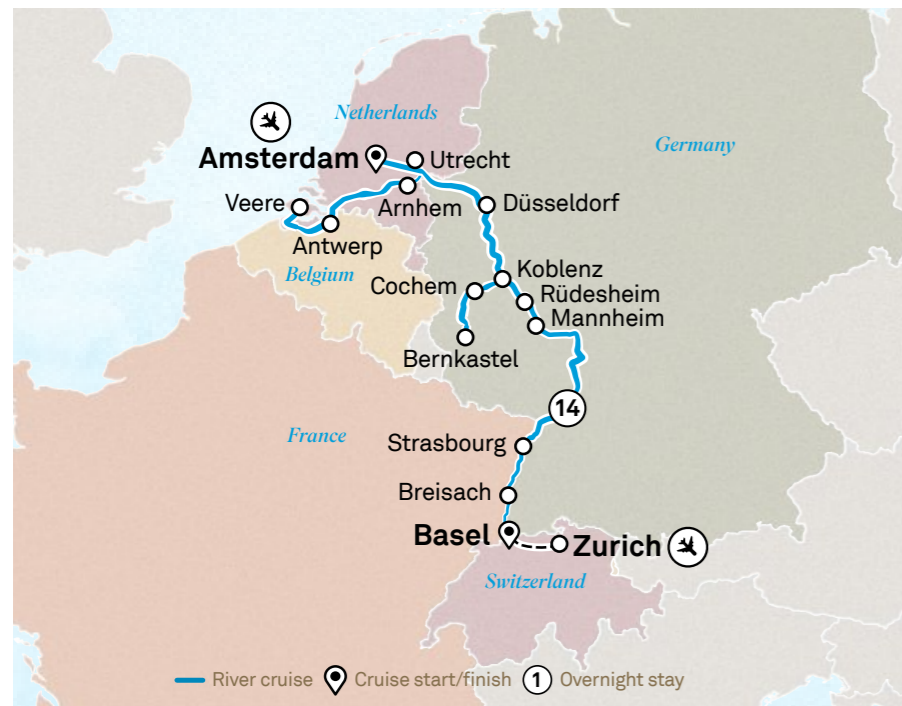 Netherlands
Amsterdam
Utrecht
Germany
Veere
Arnhem
Düsseldorf
Antwerp
Belgium
Koblenz
Cochem
Rüdesheim
Mannheim
Bernkastel
14
France
Strasbourg
Breisach
Basel
Zurich
Switzerland
River cruise Cruise start/finish 1 Overnight stay